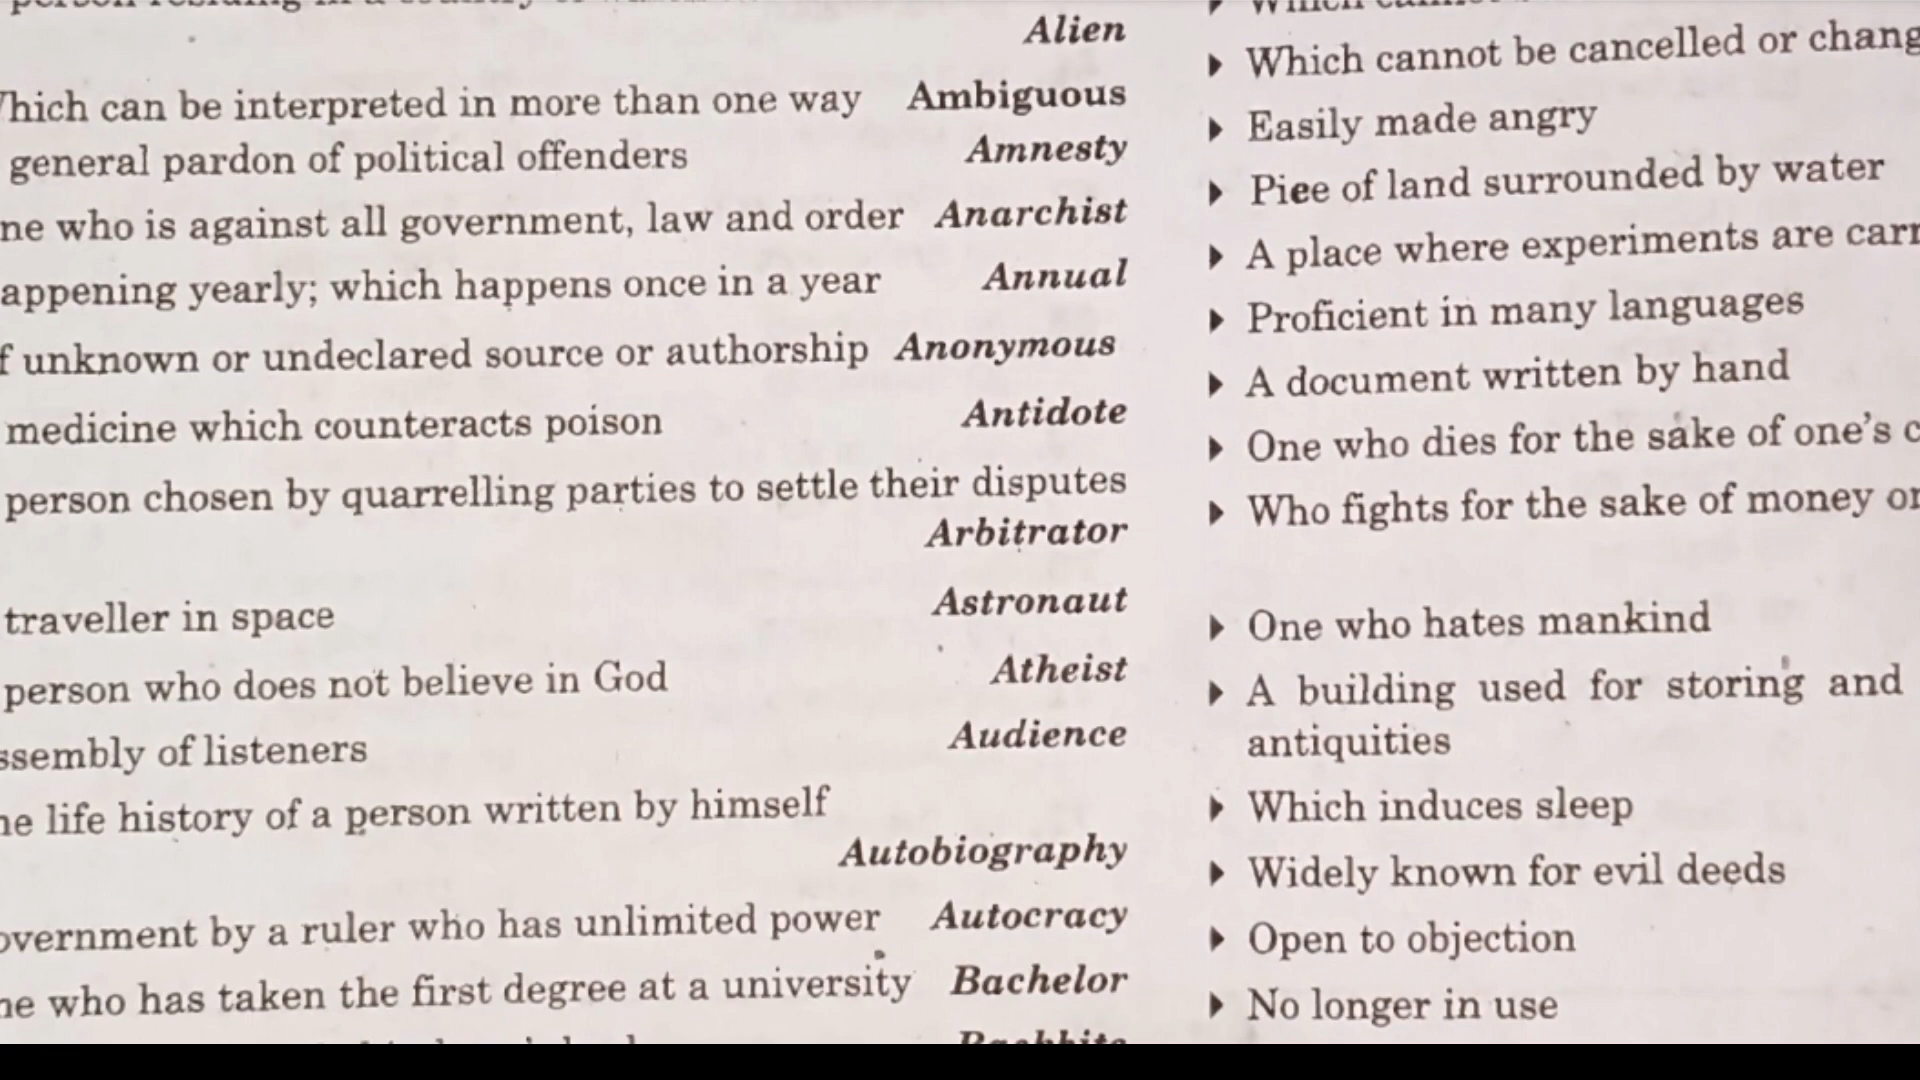 Alien
Which can be interpreted in more than one way Ambiguous
general pardon of political offenders Amnesty
ne who is against all government, law and order Anarchist
appening yearly; which happens once in a year Annual
f unknown or undeclared source or authorship Anonymous
medicine which counteracts poison Antidote
person chosen by quarrelling parties to settle their disputes
Arbitrator
traveller in space Astronaut
person who does not believe in God Atheist
ssembly of listeners Audience
he life history of a person written by himself
Autobiography
overnment by a ruler who has unlimited power Autocracy
ne who has taken the first degree at a university Bachelor
Which cannot be cancelled or chang
Easily made angry
Piee of land surrounded by water
A place where experiments are carr
Proficient in many languages
A document written by hand
One who dies for the sake of one's c
Who fights for the sake of money or
One who hates mankind
A building used for storing and
antiquities
Which induces sleep
Widely known for evil deeds
Open to objection
No longer in use